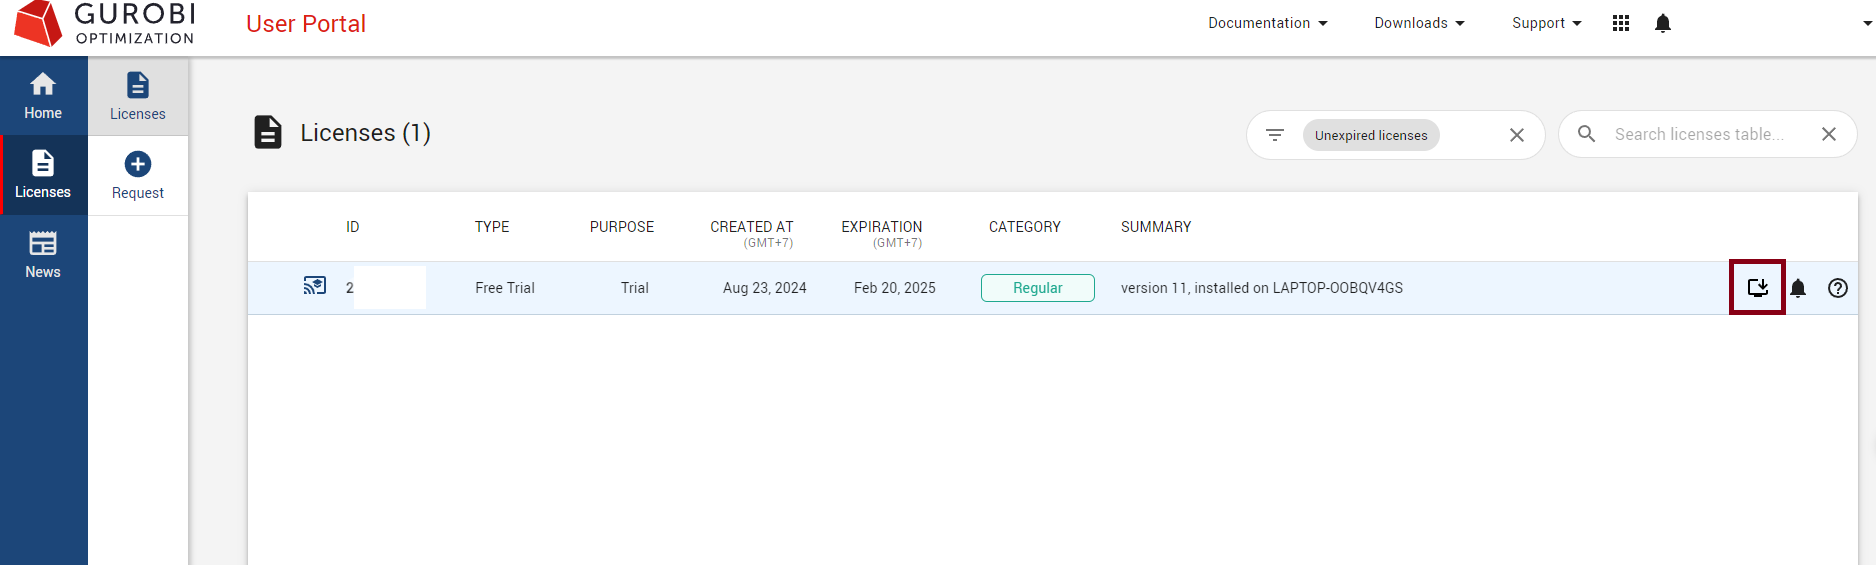 GUROBI
OPTIMIZATION
User Portal
Documentation
Downloads
Support
Home
Licenses
News
Licenses
Request
Licenses (1)
Unexpired licenses
Search licenses table...
ID TYPE PURPOSE CREATED AT (GMT+7) EXPIRATION (GMT+7) CATEGORY SUMMARY
2 Free Trial Trial Aug 23, 2024 Feb 20, 2025 Regular version 11, installed on LAPTOP-OOBQV4GS